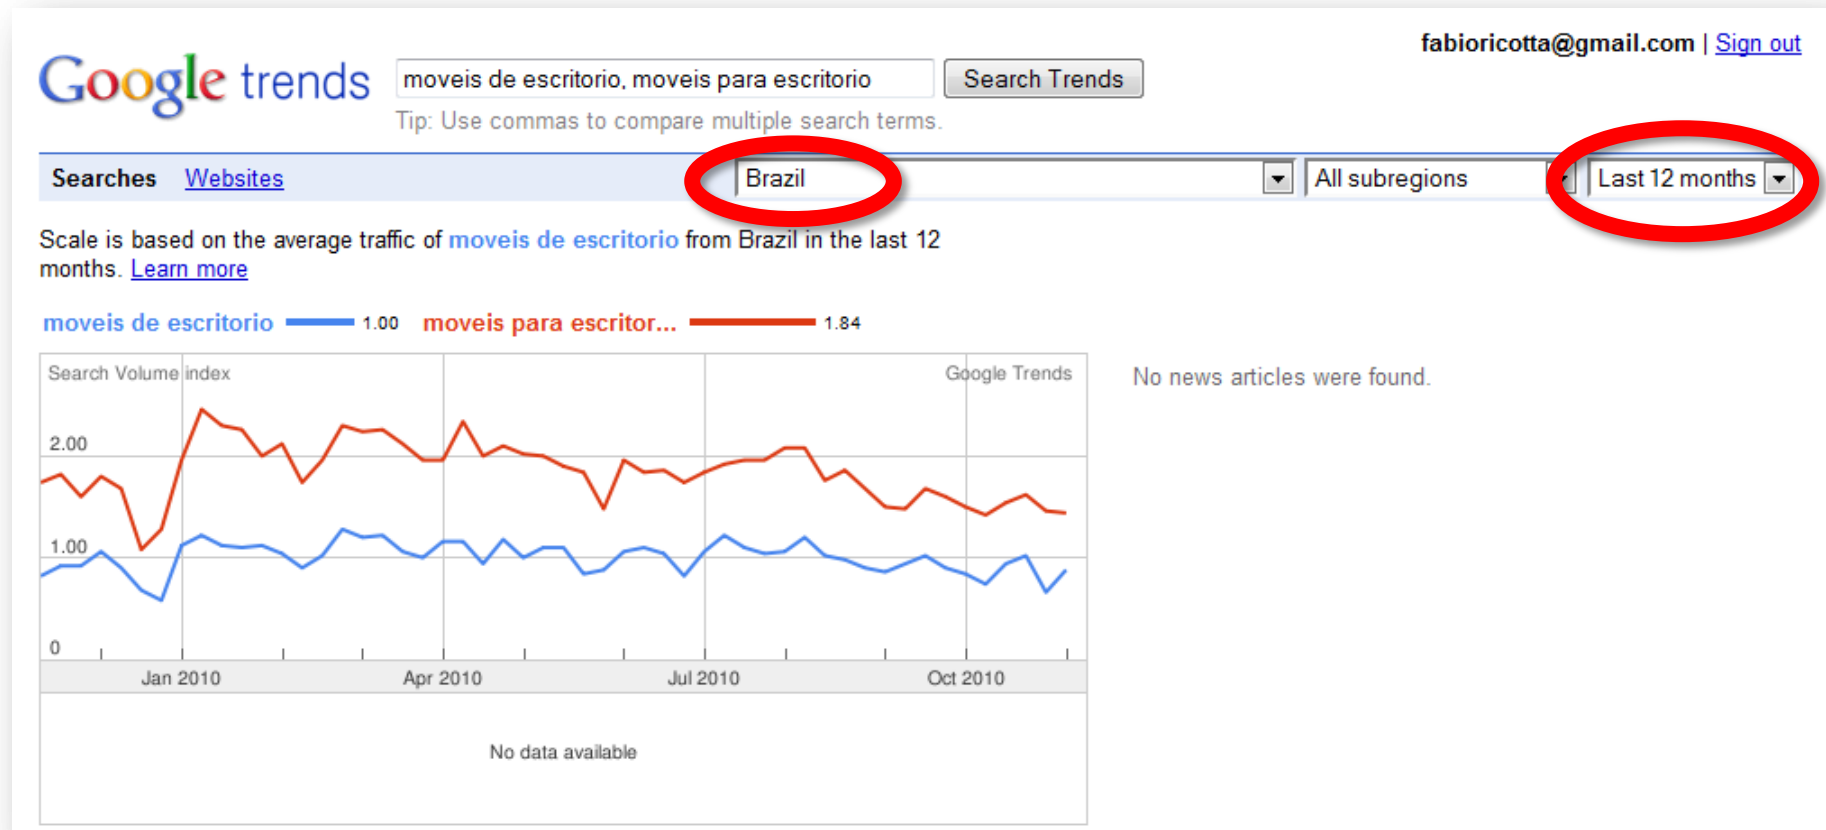 fabioricotta@gmail.com | Sign out
Google trends moveis de escritorio, moveis para escritorio Search Trends
Tip: Use commas to compare multiple search terms.
Searches Websites Brazil All subregions Last 12 months
Scale is based on the average traffic of moveis de escritorio from Brazil in the last 12
months. Learn more
moveis de escritorio 1.00 moveis para escritor... 1.84
Search Volume index Google Trends
No news articles were found.
2.00
1.00
0
Jan 2010 Apr 2010 Jul 2010 Oct 2010
No data available